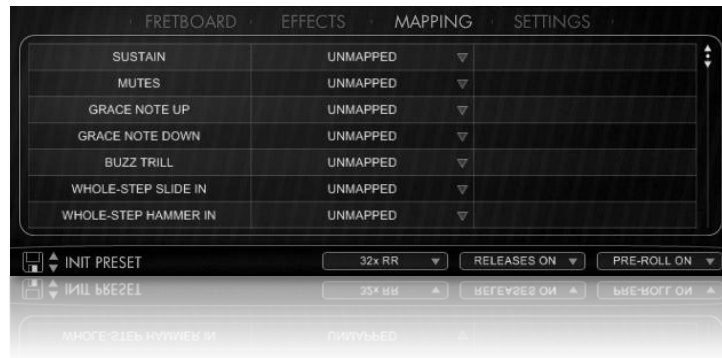 FRETBOARD EFFECTS MAPPING SETTINGS
SUSTAIN UNMAPPED
MUTES UNMAPPED
GRACE NOTE UP UNMAPPED
GRACE NOTE DOWN UNMAPPED
BUZZ TRILL UNMAPPED
WHOLE-STEP SLIDE IN UNMAPPED
WHOLE-STEP HAMMER IN UNMAPPED
INIT PRESET 32x RR RELEASES ON PRE-ROLL ON